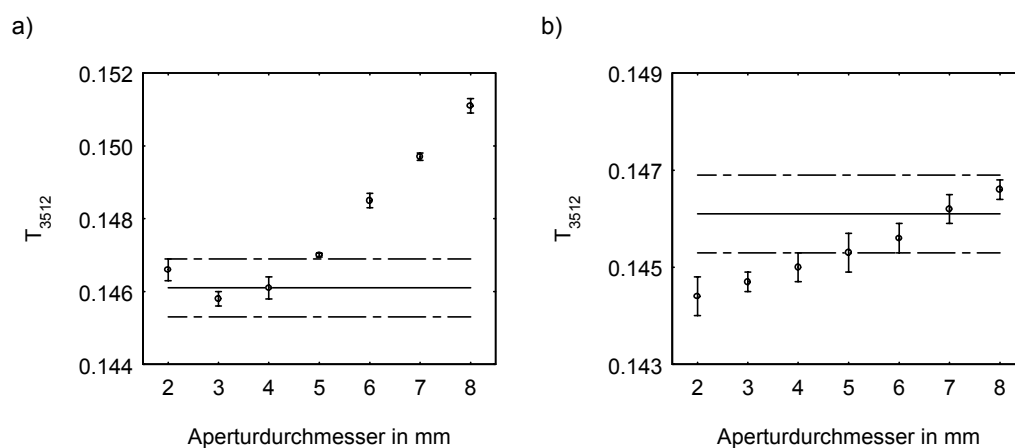 a)
0.152
0.150
0.148
0.146
0.144
T3512
2 3 4 5 6 7 8
Aperturdurchmesser in mm
b)
0.149
0.147
0.145
0.143
T3512
2 3 4 5 6 7 8
Aperturdurchmesser in mm